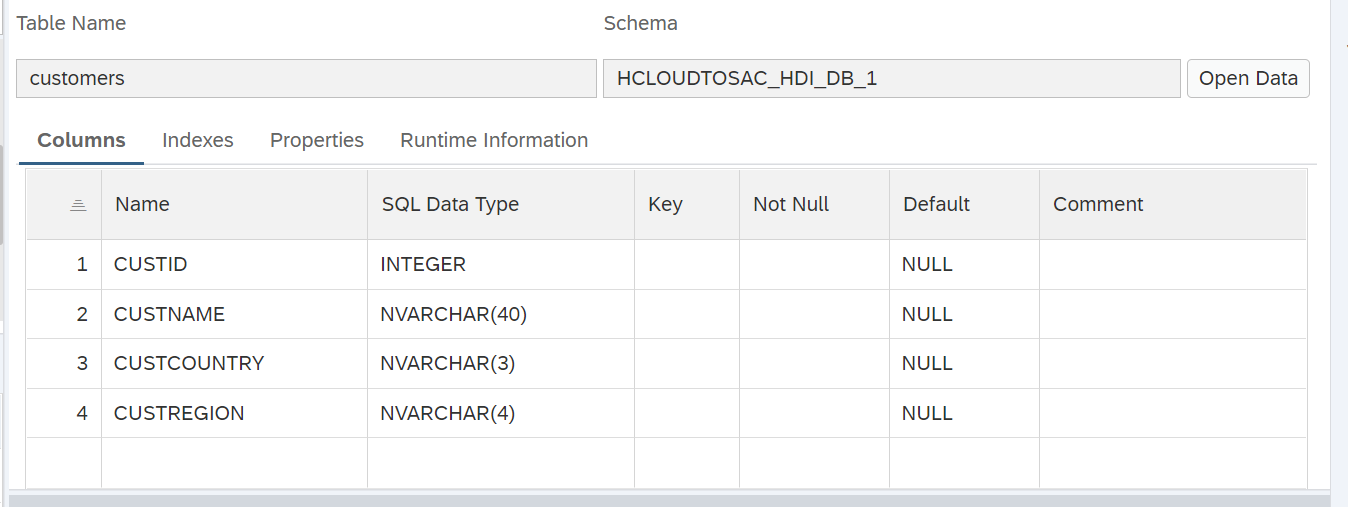 Table Name Schema
customers HCLOUDTOSAC_HDI_DB_1 Open Data
Columns Indexes Properties Runtime Information
Name SQL Data Type Key Not Null Default Comment
1 CUSTID INTEGER NULL
2 CUSTNAME NVARCHAR(40) NULL
3 CUSTCOUNTRY NVARCHAR(3) NULL
4 CUSTREGION NVARCHAR(4) NULL